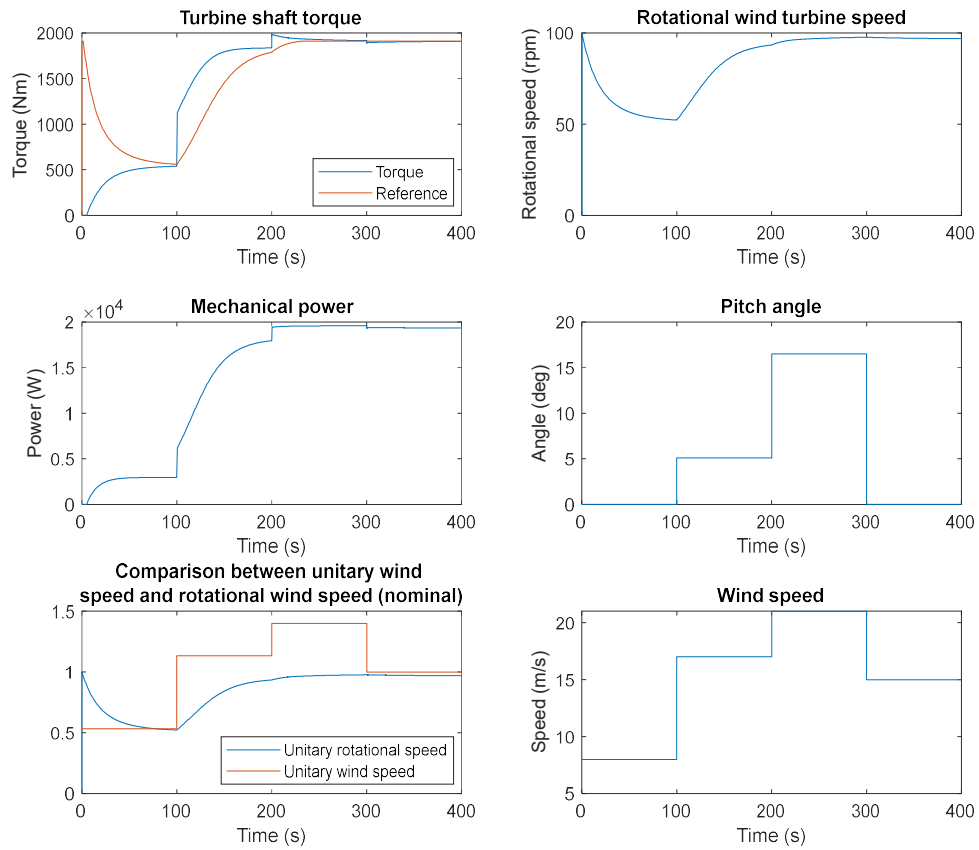 Turbine shaft torque
2000
1500
1000
500
0
Torque (Nm)
Torque
Reference
0 100 200 300 400
Time (s)
Rotational wind turbine speed
100
50
0
Rotational speed (rpm)
0 100 200 300 400
Time (s)
Mechanical power
×10⁴
2
1.5
1
0.5
0
Power (W)
0 100 200 300 400
Time (s)
Pitch angle
20
15
10
5
0
Angle (deg)
0 100 200 300 400
Time (s)
Comparison between unitary wind
speed and rotational wind speed (nominal)
1.5
1
0.5
0
Unitary rotational speed
Unitary wind speed
0 100 200 300 400
Time (s)
Wind speed
20
15
10
5
Speed (m/s)
0 100 200 300 400
Time (s)